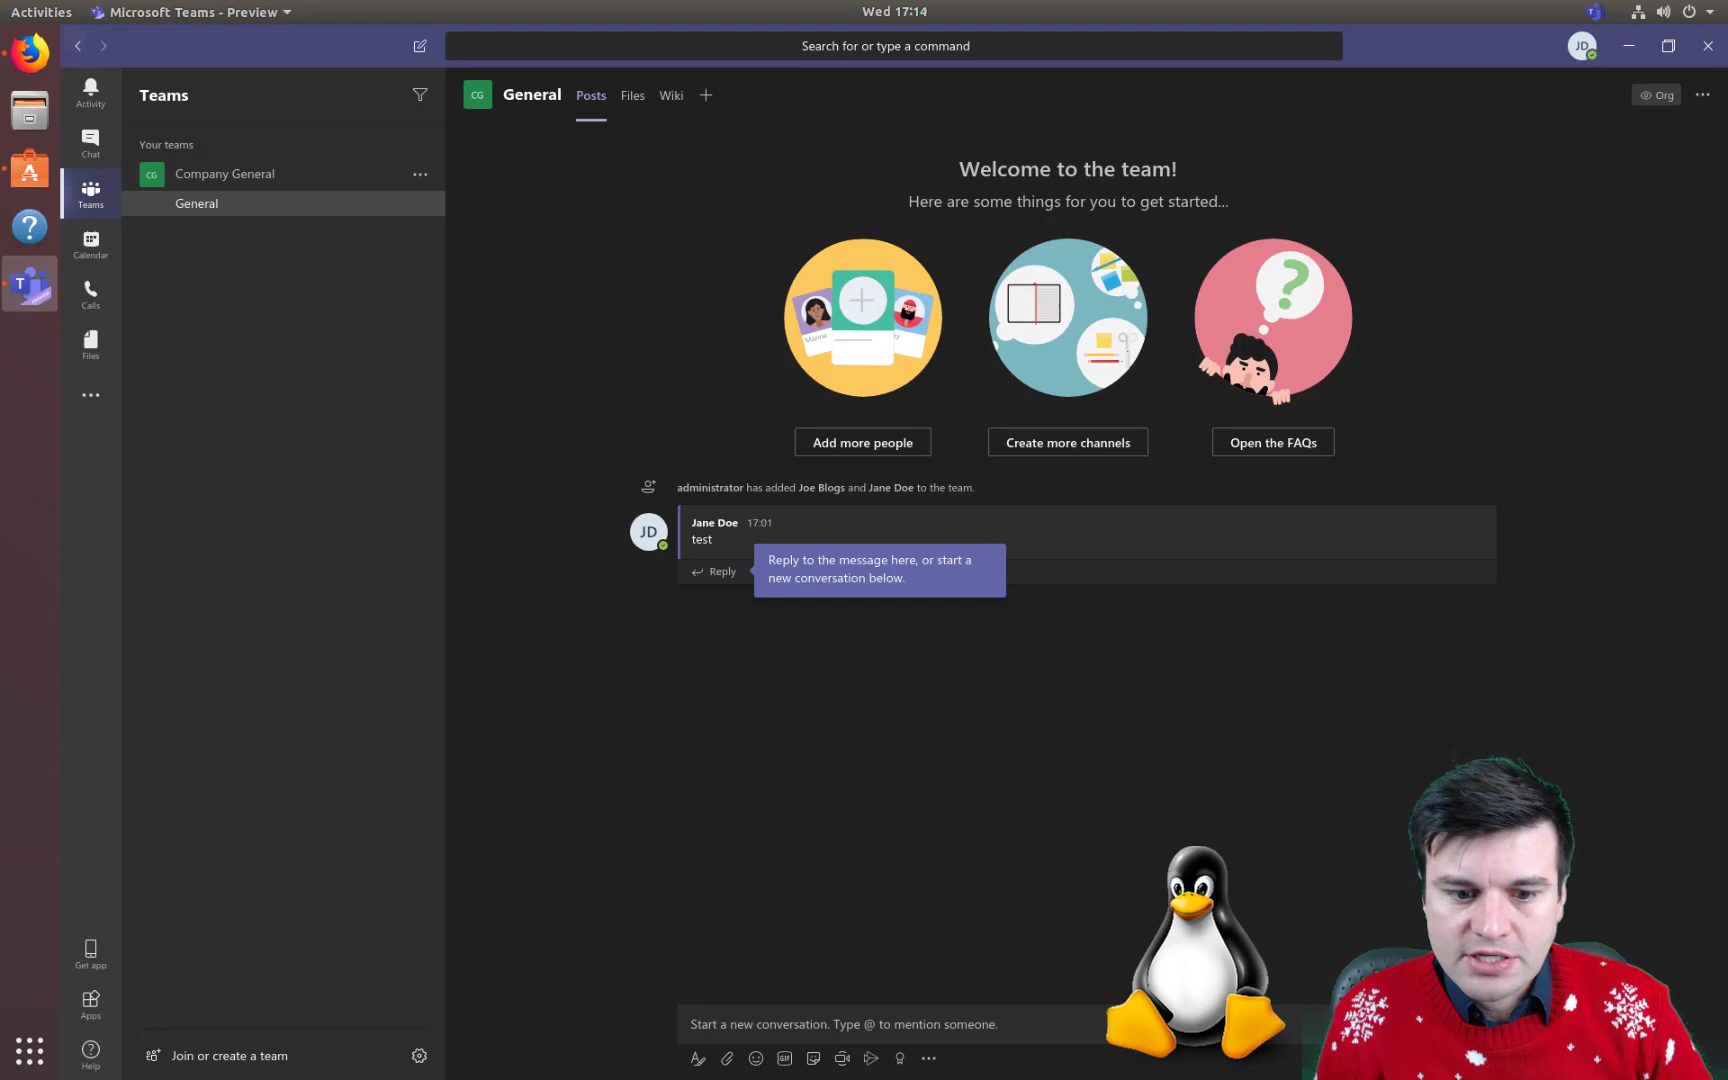 Activities
Microsoft Teams - Preview
Wed 17:14
Search for or type a command
JD
Activity
Chat
Teams
Calendar
Calls
Files
Get app
Apps
Help
Teams
Your teams
CG
Company General
General
Join or create a team
CG
General
Posts
Files
Wiki
Org
Welcome to the team!
Here are some things for you to get started...
Add more people
Create more channels
Open the FAQs
administrator has added Joe Blogs and Jane Doe to the team.
JD
Jane Doe 17:01
test
Reply
Reply to the message here, or start a
new conversation below.
Start a new conversation. Type @ to mention someone.
GIF